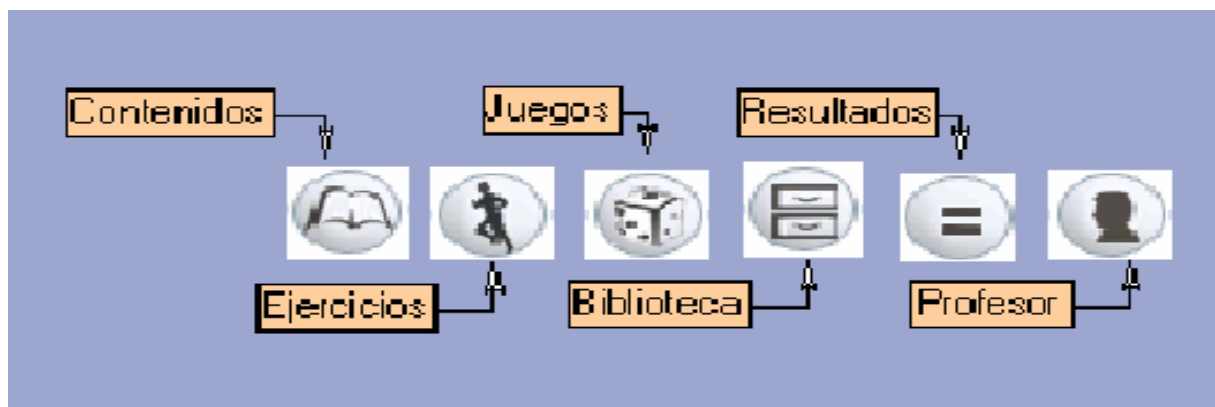 Contenidos
Juegos
Resultados
Ejercicios
Biblioteca
Profesor